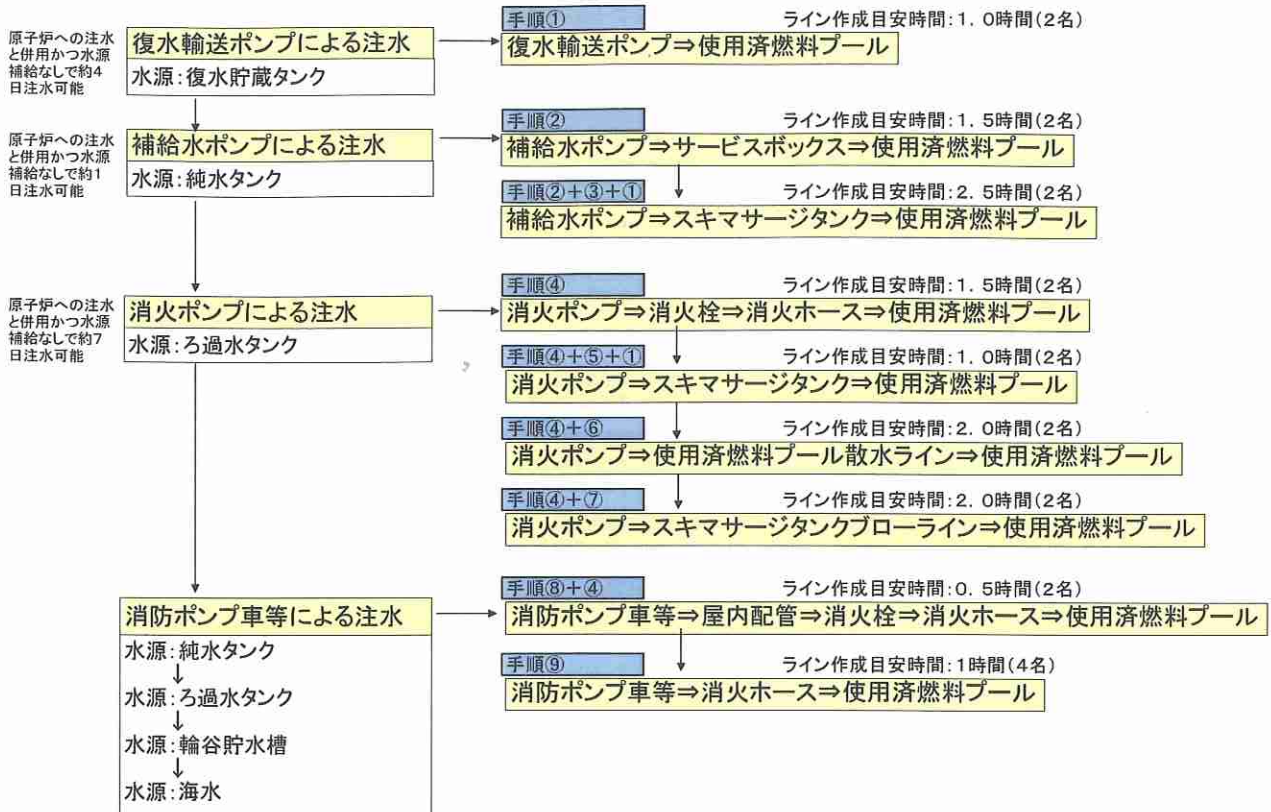 原子炉への注水
と併用かつ水源
補給なしで約4
日注水可能
復水輸送ポンプによる注水
水源:復水貯蔵タンク
手順①
ライン作成目安時間:1.0時間(2名)
復水輸送ポンプ⇒使用済燃料プール
原子炉への注水
と併用かつ水源
補給なしで約1
日注水可能
補給水ポンプによる注水
水源:純水タンク
手順②
ライン作成目安時間:1.5時間(2名)
補給水ポンプ⇒サービスボックス⇒使用済燃料プール
手順②+③+①
ライン作成目安時間:2.5時間(2名)
補給水ポンプ⇒スキマサージタンク⇒使用済燃料プール
原子炉への注水
と併用かつ水源
補給なしで約7
日注水可能
消火ポンプによる注水
水源:ろ過水タンク
手順④
ライン作成目安時間:1.5時間(2名)
消火ポンプ⇒消火栓⇒消火ホース⇒使用済燃料プール
手順④+⑤+①
ライン作成目安時間:1.0時間(2名)
消火ポンプ⇒スキマサージタンク⇒使用済燃料プール
手順④+⑥
ライン作成目安時間:2.0時間(2名)
消火ポンプ⇒使用済燃料プール散水ライン⇒使用済燃料プール
手順④+⑦
ライン作成目安時間:2.0時間(2名)
消火ポンプ⇒スキマサージタンクブローライン⇒使用済燃料プール
消防ポンプ車等による注水
水源:純水タンク
↓
水源:ろ過水タンク
↓
水源:輪谷貯水槽
↓
水源:海水
手順⑧+④
ライン作成目安時間:0.5時間(2名)
消防ポンプ車等⇒屋内配管⇒消火栓⇒消火ホース⇒使用済燃料プール
手順⑨
ライン作成目安時間:1時間(4名)
消防ポンプ車等⇒消火ホース⇒使用済燃料プール